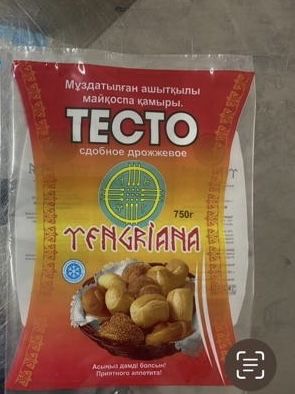 Мұздатылған ашытқылы
майқоспа қамыры.
ТЕСТО
сдобное дрожжевое
750г
TENGRIANA
Асыңыз дәмді болсын!
Приятного аппетита!